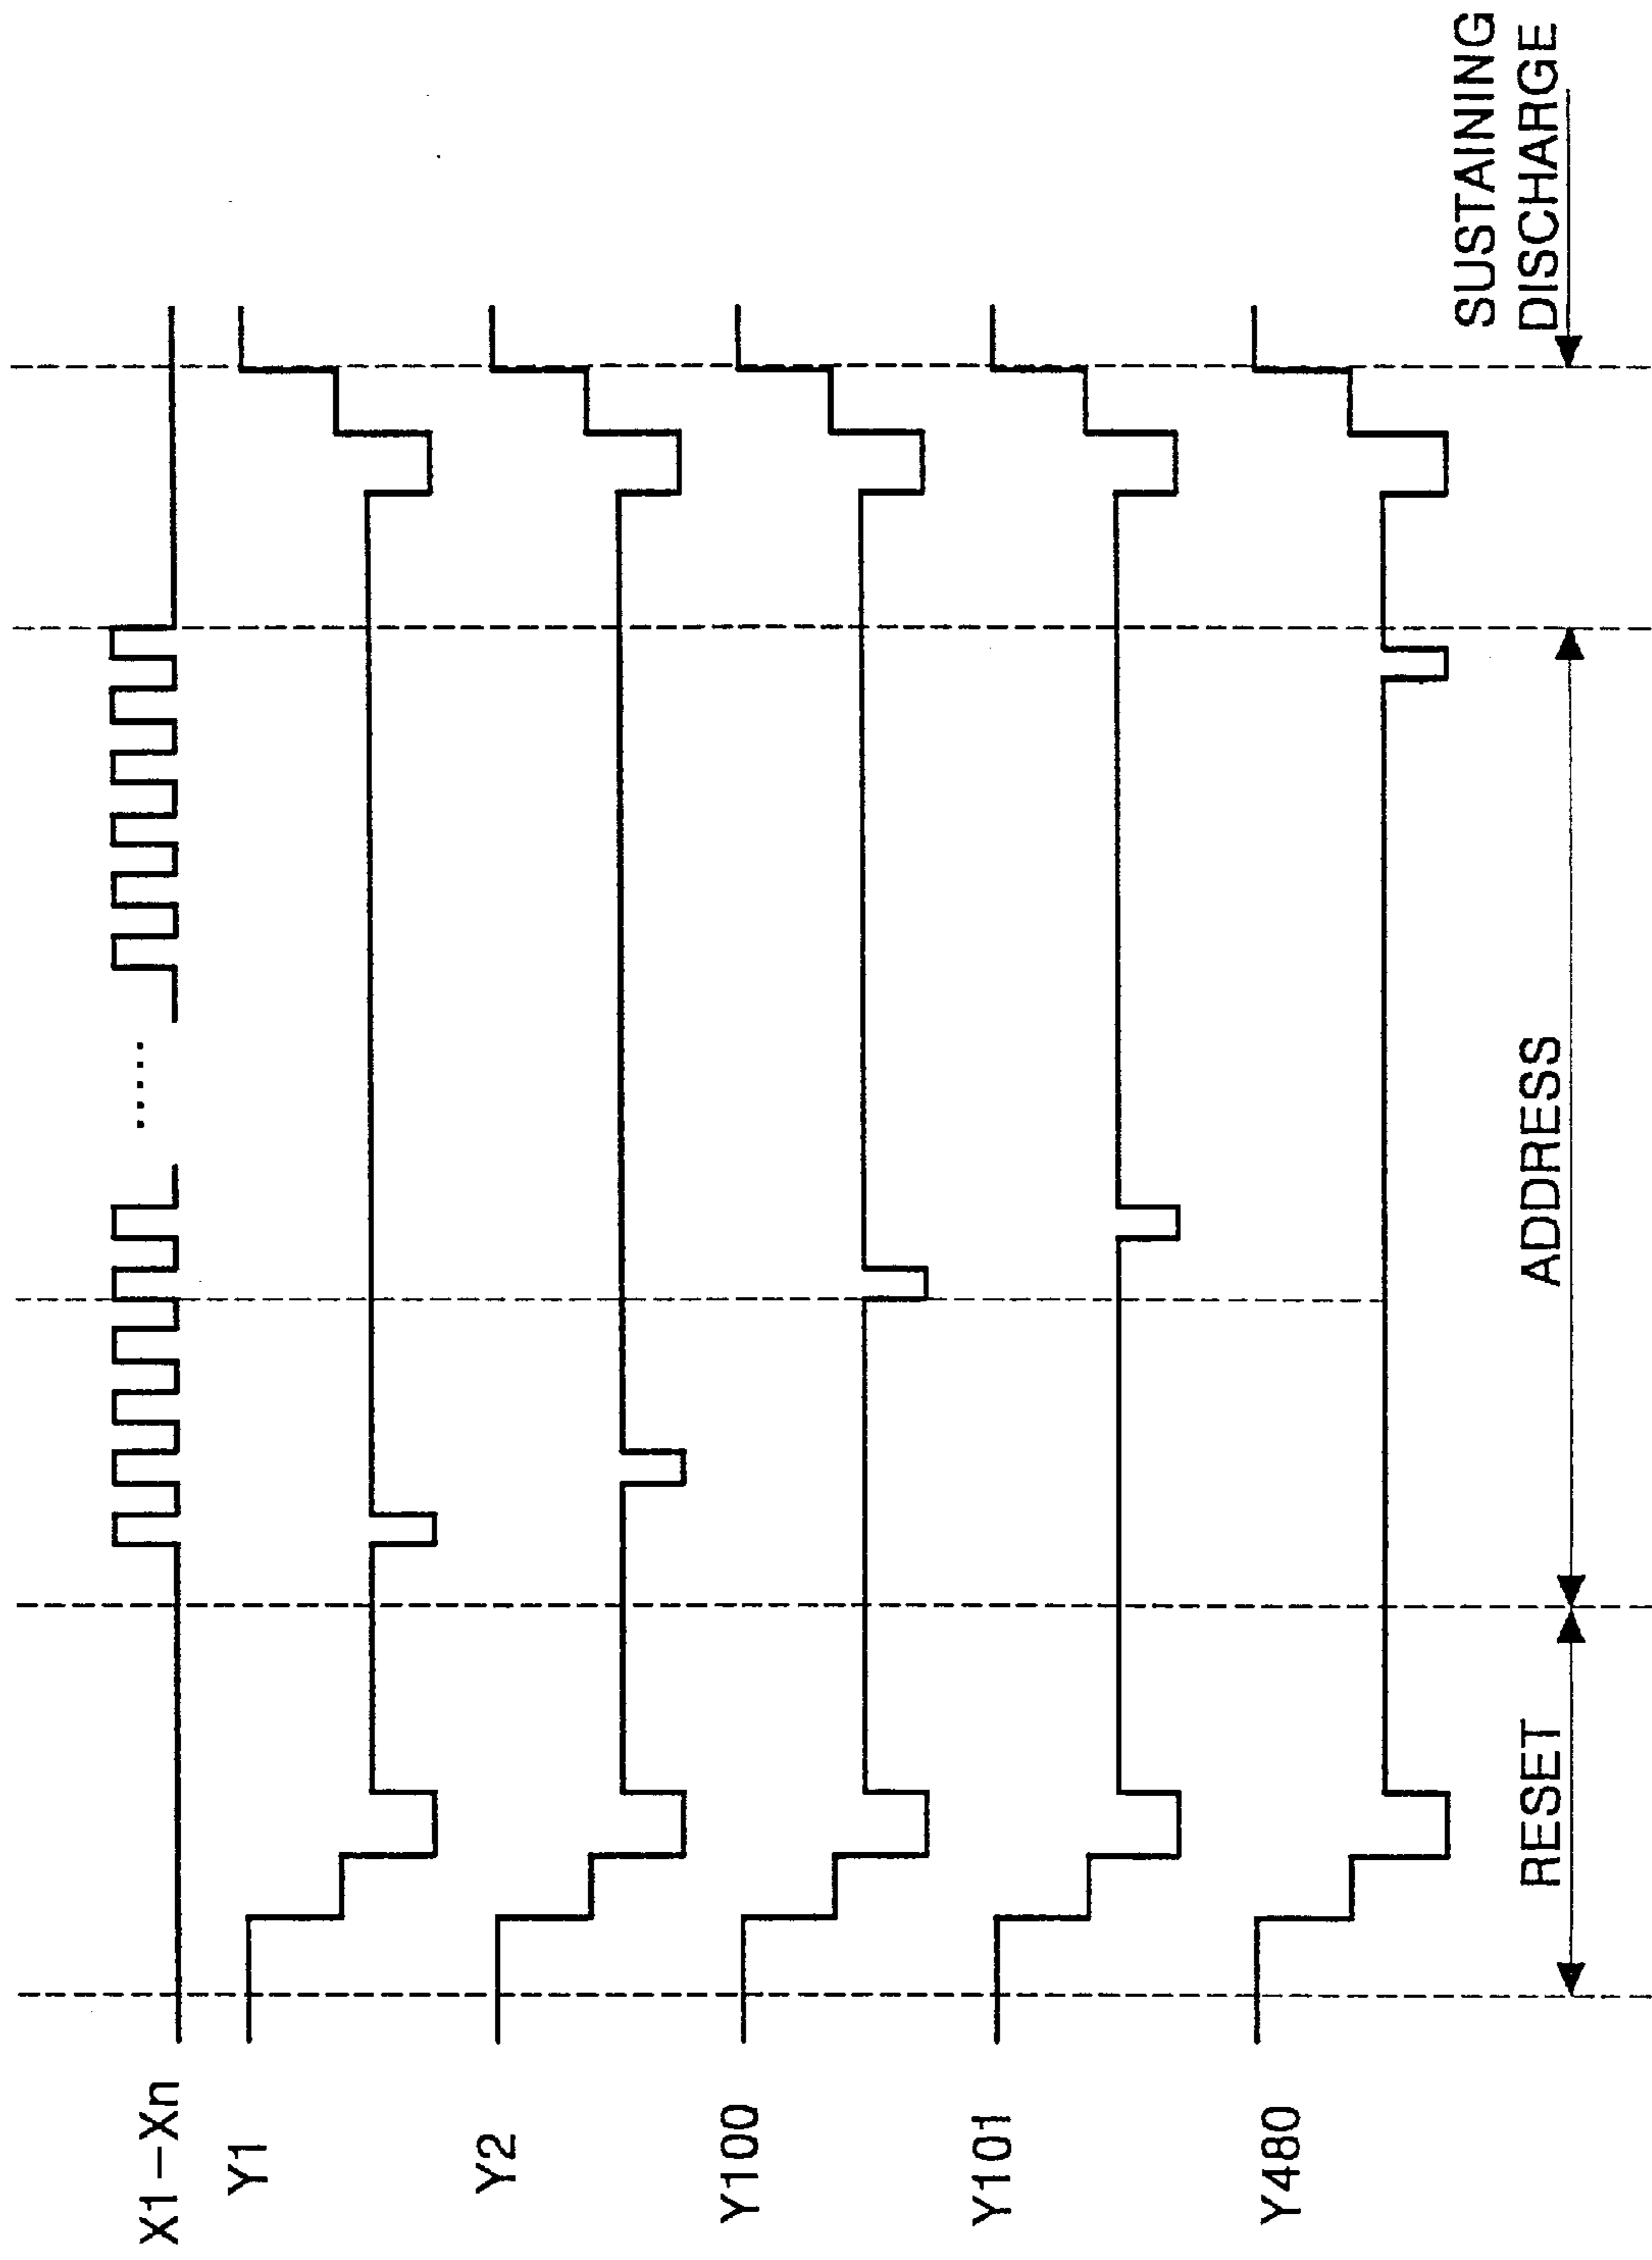 X1-Xn
Y1
Y2
Y100
Y101
Y480
RESET
ADDRESS
.....
SUSTAINING
DISCHARGE